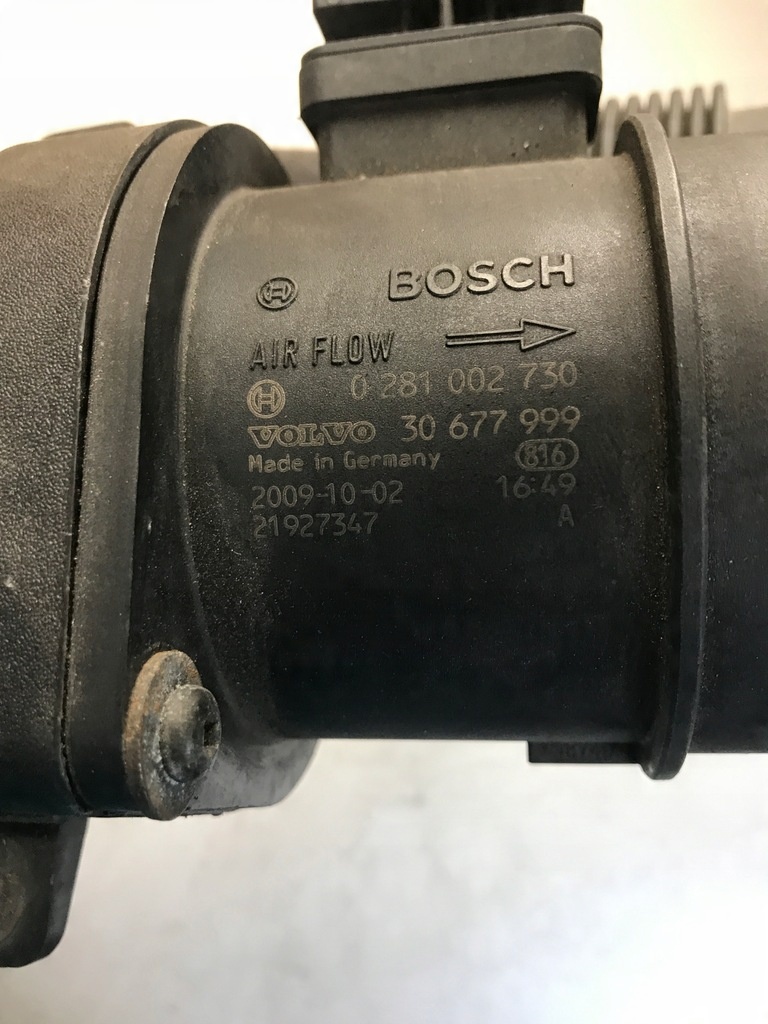 BOSCH
AIR FLOW
0 281 002 730
VOLVO 30 677 999
Made in Germany 816
2009-10-02 16:49
21927347 A